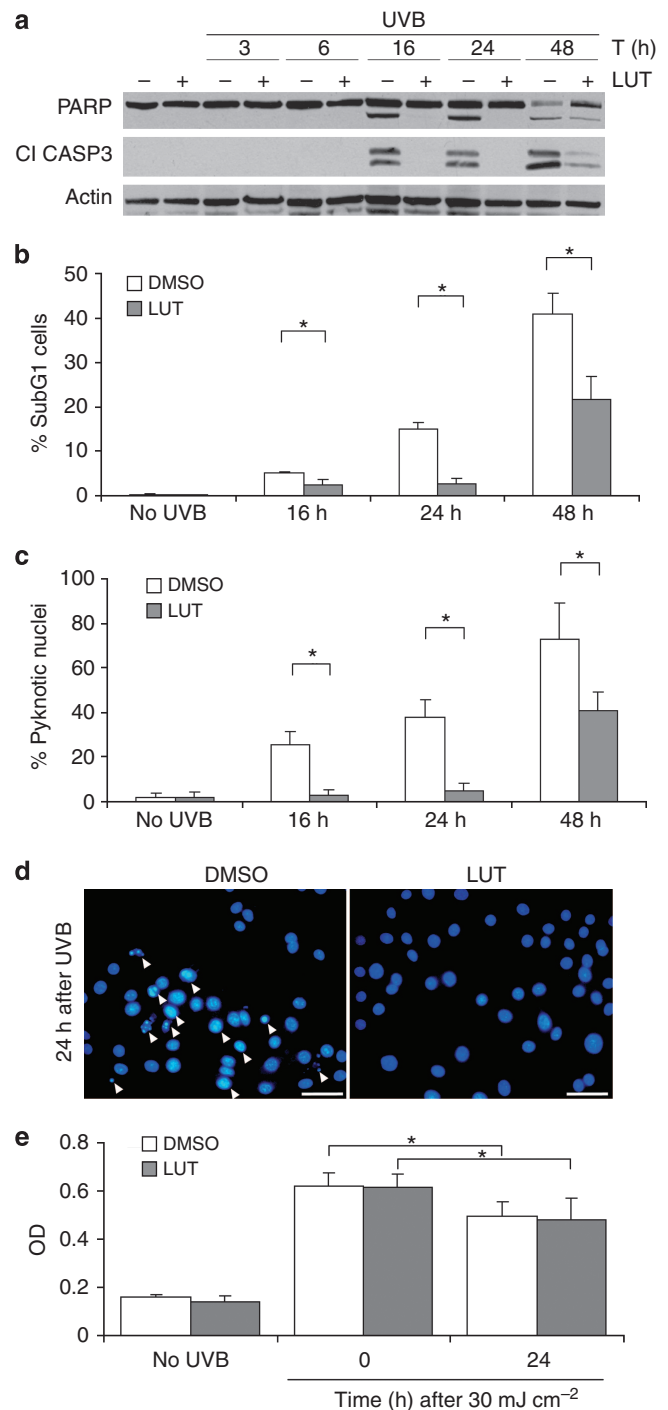 a
UVB
3 6 16 24 48 T (h)
– + – + – + – + – + – + LUT
PARP
Cl CASP3
Actin
b
50
40
30
20
10
0
% SubG1 cells
DMSO
LUT
* * *
No UVB 16 h 24 h 48 h
c
100
80
60
40
20
0
% Pyknotic nuclei
DMSO
LUT
* * *
No UVB 16 h 24 h 48 h
d
DMSO LUT
24 h after UVB
e
0.8
0.6
0.4
0.2
0
OD
DMSO
LUT
* *
No UVB 0 24
Time (h) after 30 mJ cm⁻²